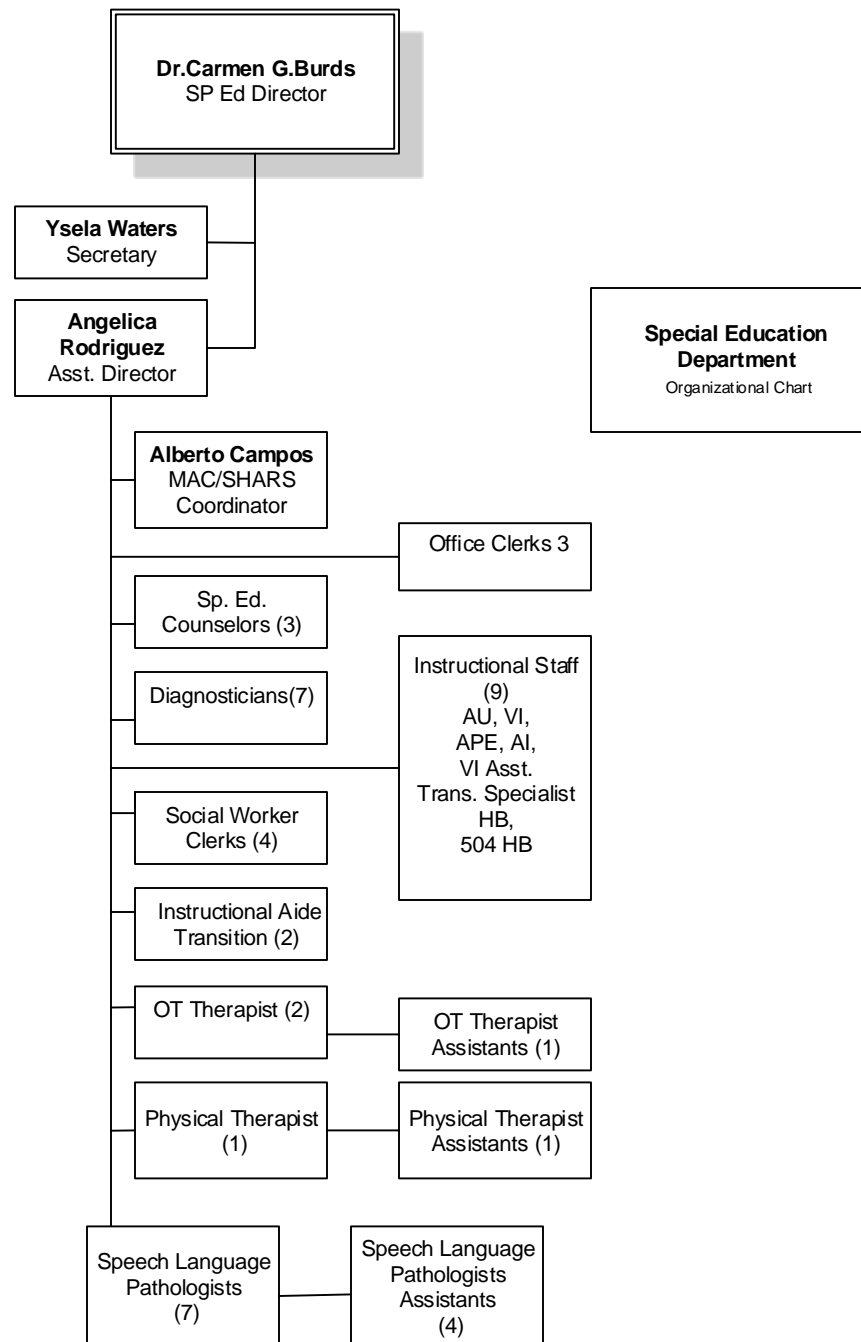 Dr.Carmen G.Burds
SP Ed Director
Ysela Waters
Secretary
Angelica
Rodriguez
Asst. Director
Special Education
Department
Organizational Chart
Alberto Campos
MAC/SHARS
Coordinator
Office Clerks 3
Sp. Ed.
Counselors (3)
Instructional Staff
(9)
AU, VI,
APE, AI,
VI Asst.
Trans. Specialist
HB,
504 HB
Diagnosticians(7)
Social Worker
Clerks (4)
Instructional Aide
Transition (2)
OT Therapist (2)
OT Therapist
Assistants (1)
Physical Therapist
(1)
Physical Therapist
Assistants (1)
Speech Language
Pathologists
(7)
Speech Language
Pathologists
Assistants
(4)